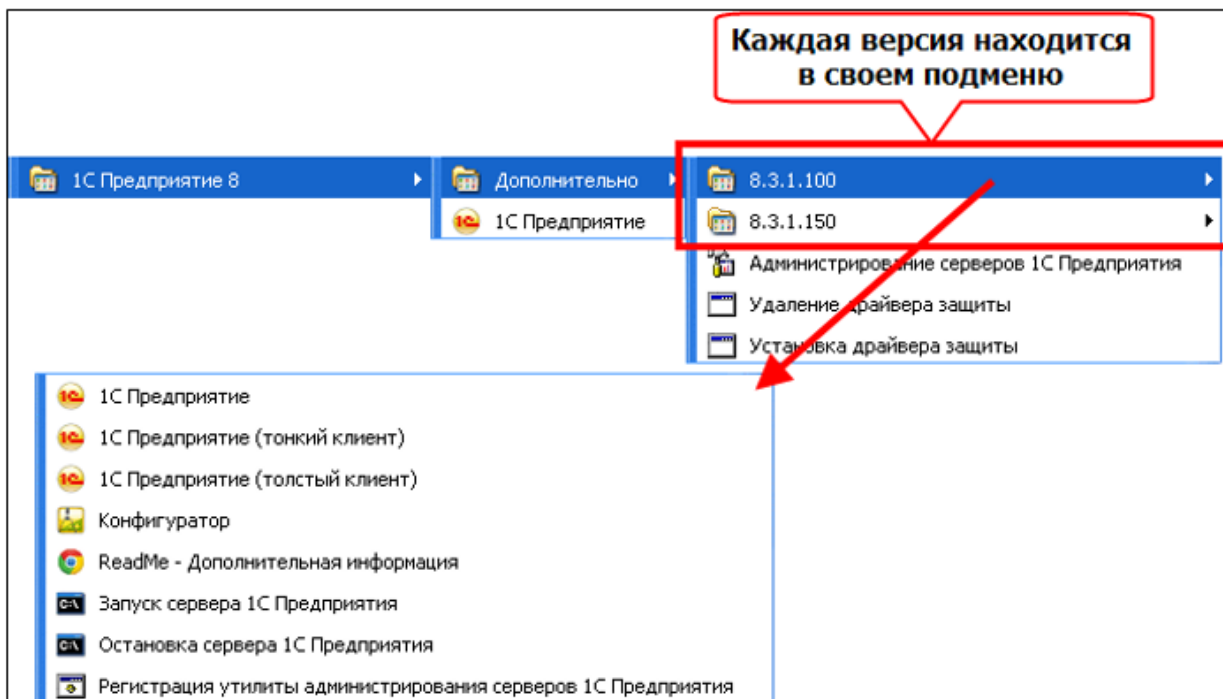 Каждая версия находится
в своем подменю
1С Предприятие 8
Дополнительно
1С Предприятие
8.3.1.100
8.3.1.150
Администрирование серверов 1С Предприятия
Удаление драйвера защиты
Установка драйвера защиты
1С Предприятие
1С Предприятие (тонкий клиент)
1С Предприятие (толстый клиент)
Конфигуратор
ReadMe - Дополнительная информация
Запуск сервера 1С Предприятия
Остановка сервера 1С Предприятия
Регистрация утилиты администрирования серверов 1С Предприятия